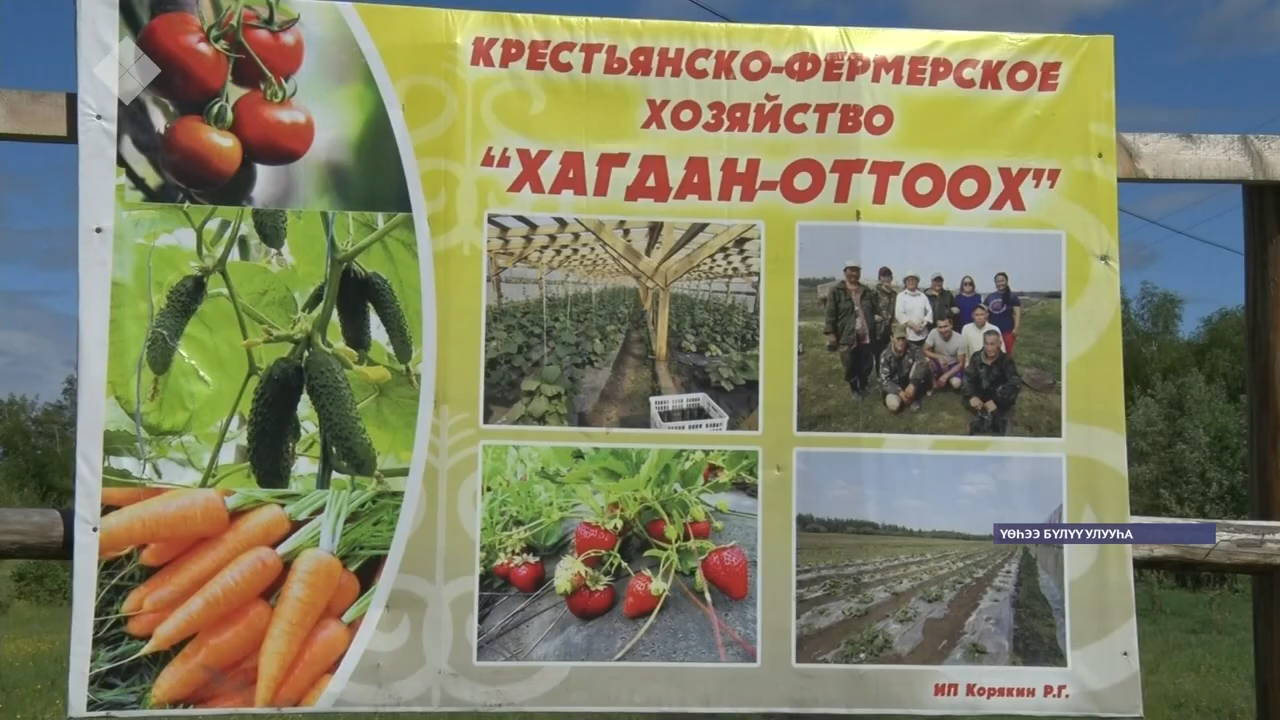 КРЕСТЬЯНСКО-ФЕРМЕРСКОЕ
ХОЗЯЙСТВО
“ХАГДАН-ОТТООХ”
ҮӨҺЭЭ БҮЛҮҮ УЛУУҺА
ИП Корякин Р.Г.